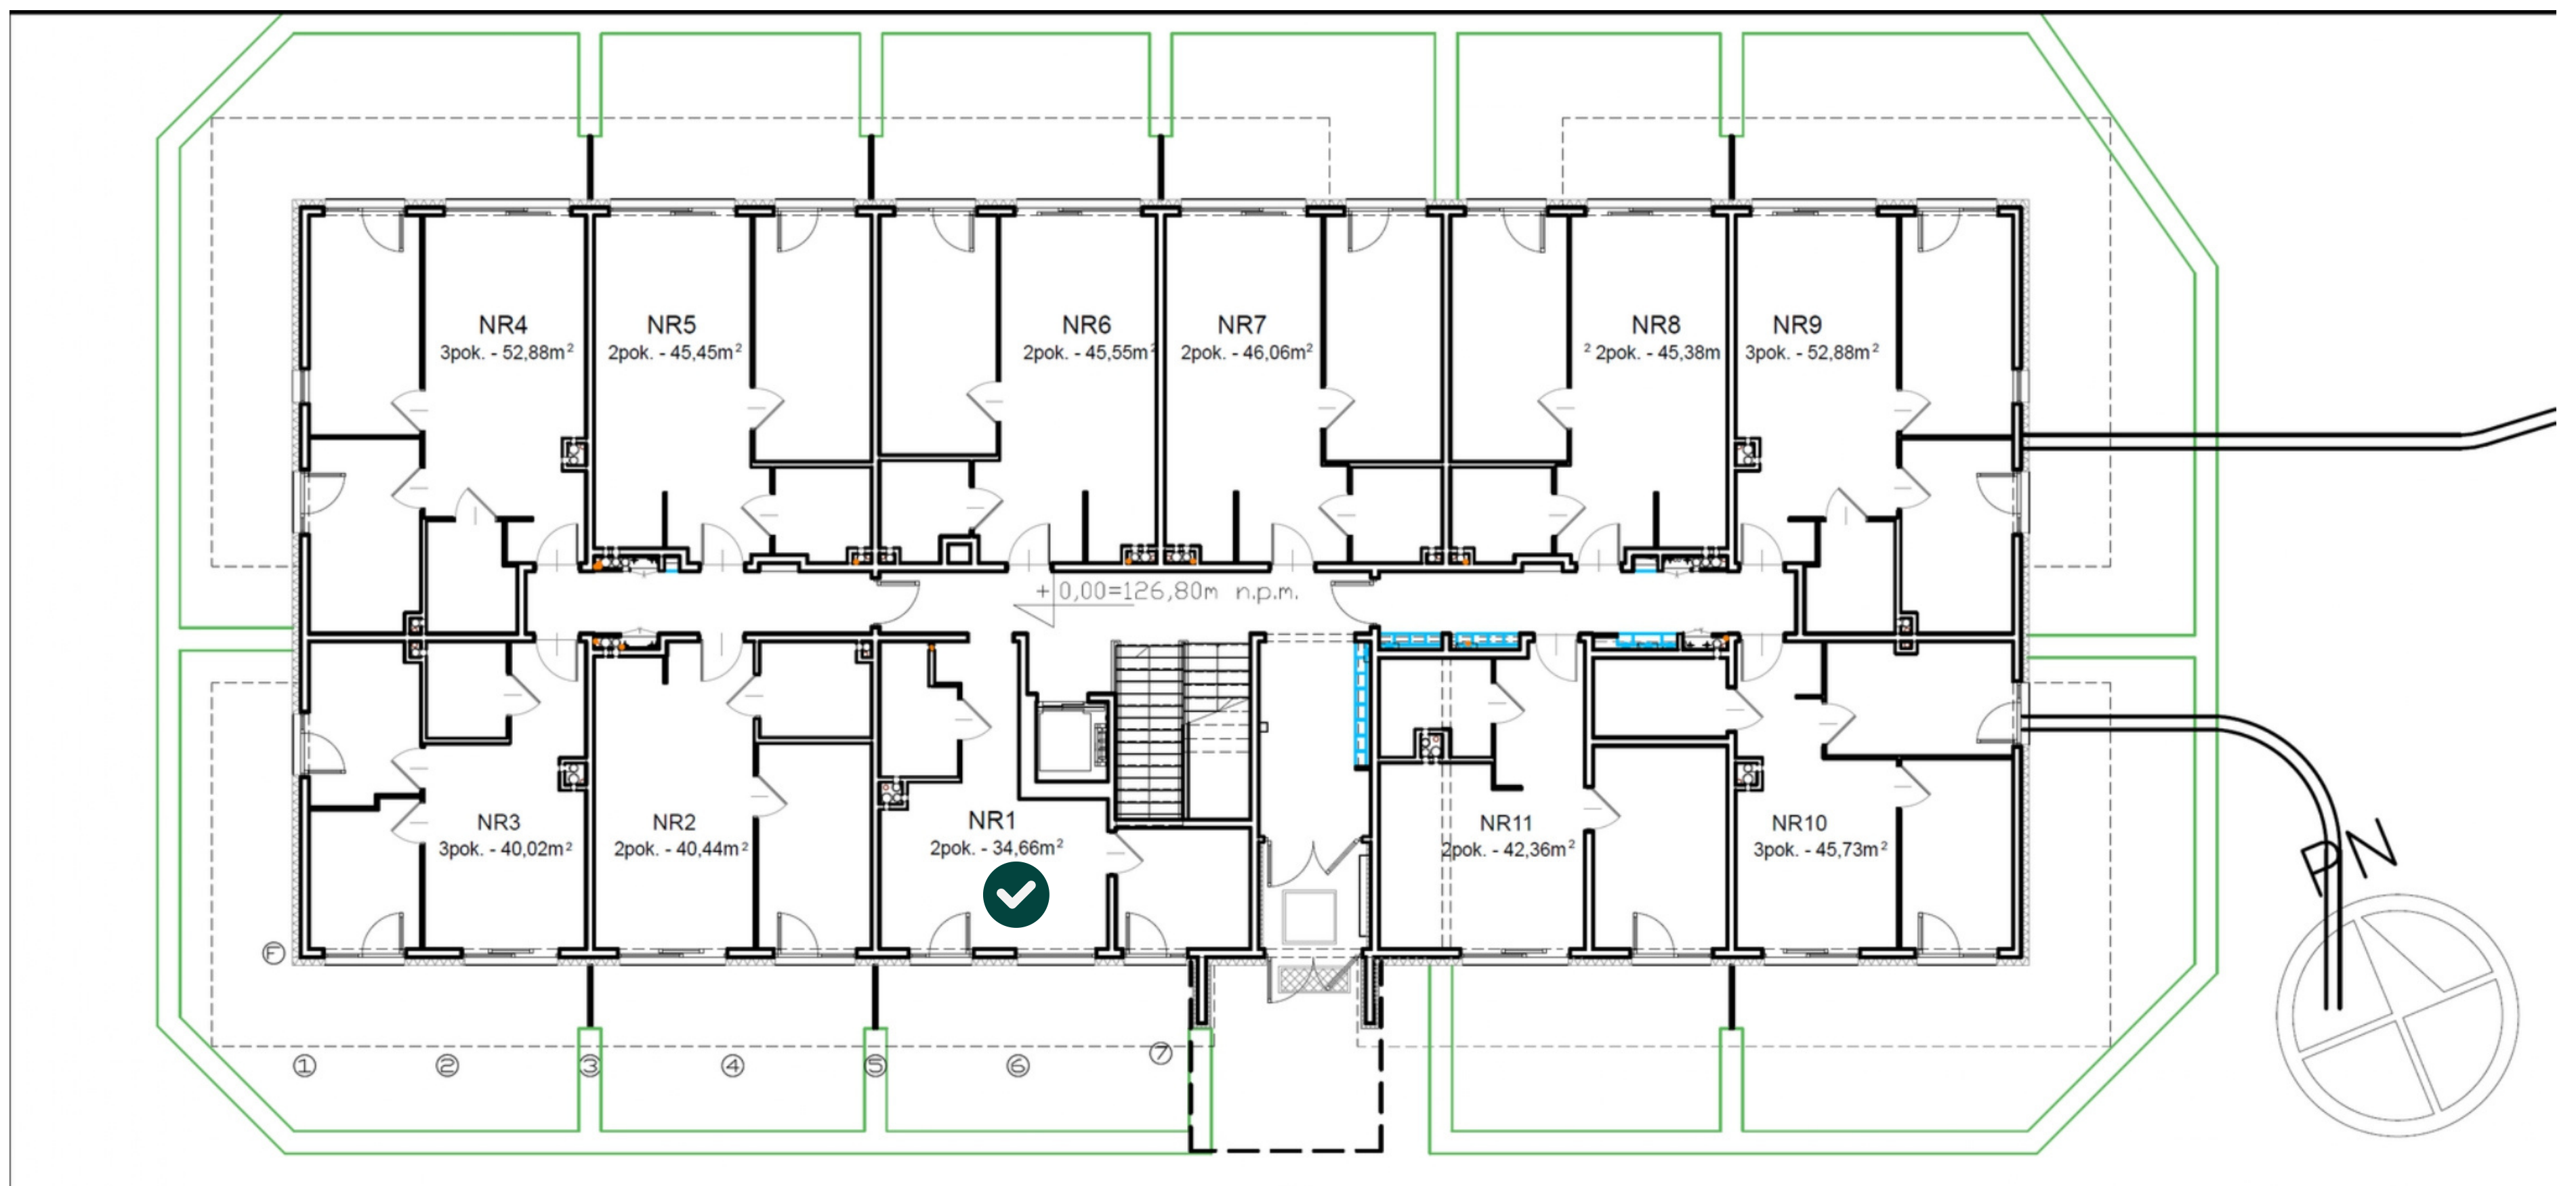 NR4
3pok. - 52,88m²
NR5
2pok. - 45,45m²
NR6
2pok. - 45,55m²
NR7
2pok. - 46,06m²
NR8
² 2pok. - 45,38m
NR9
3pok. - 52,88m²
+ 0,00=126,80m n.p.m.
NR3
3pok. - 40,02m²
NR2
2pok. - 40,44m²
NR1
2pok. - 34,66m²
NR11
2pok. - 42,36m²
NR10
3pok. - 45,73m²
PN
F
1 2 3 4 5 6 7